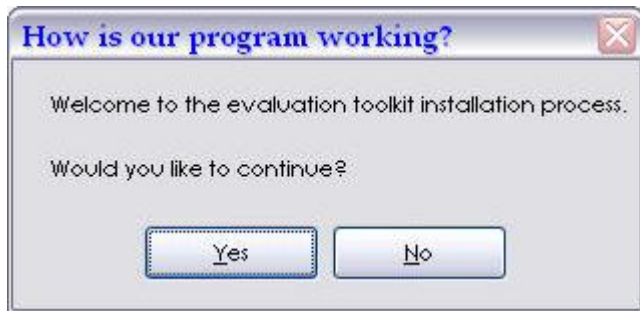 How is our program working?
Welcome to the evaluation toolkit installation process.
Would you like to continue?
Yes No